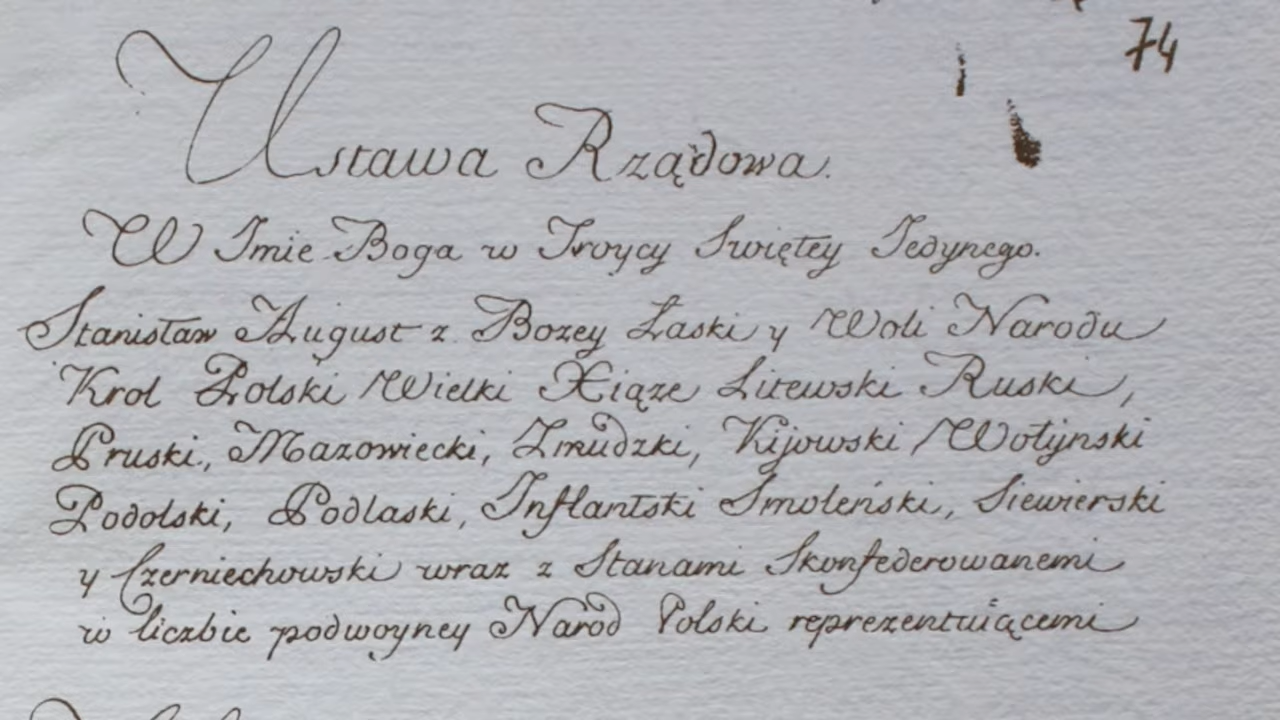 74
Ustawa Rządowa.
W Imie Boga w Troycy Swiętey Jedynego.
Stanisław August z Bozey Łaski y Woli Narodu
Krol Polski Wielki Xiąze Litewski Ruski,
Pruski, Mazowiecki, Zmudzki, Kijowski Wołynski
Podolski, Podlaski, Inflantski Smoleński, Siewierski
y Czerniechowski wraz z Stanami Skonfederowanemi
w liczbie podwoyney Narod Polski reprezentuiącemi